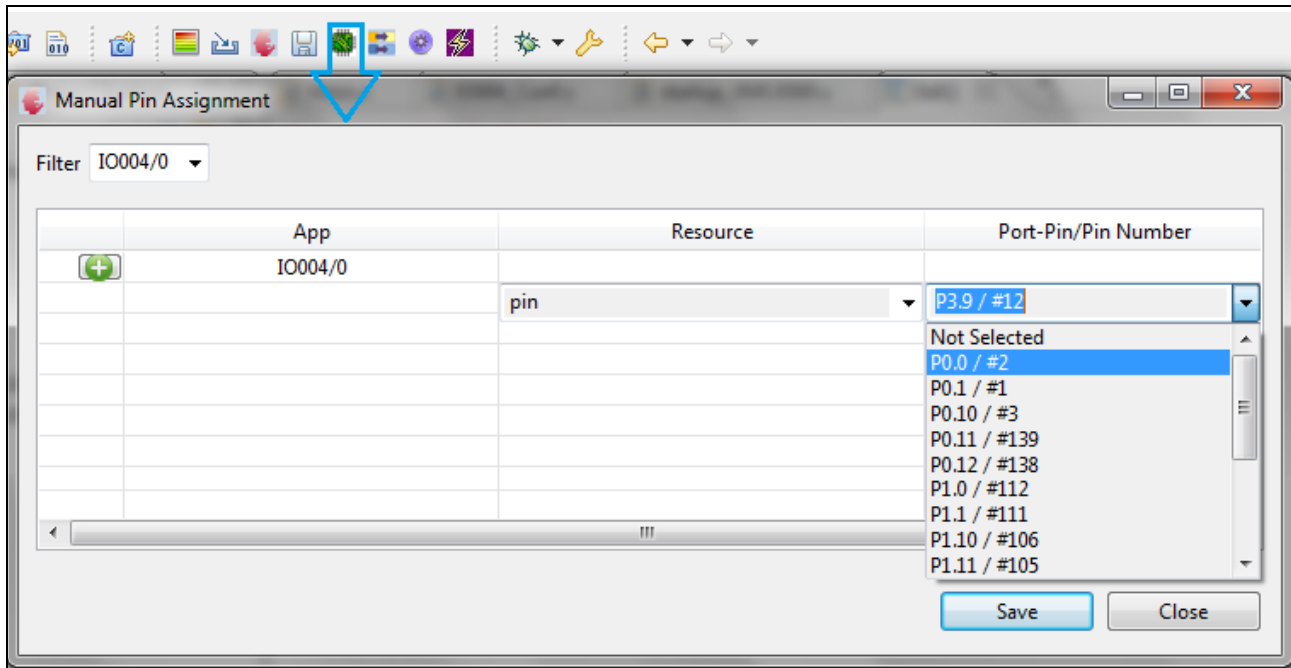 010
Manual Pin Assignment
Filter IO004/0
App Resource Port-Pin/Pin Number
IO004/0
pin P3.9 / #12
Not Selected
P0.0 / #2
P0.1 / #1
P0.10 / #3
P0.11 / #139
P0.12 / #138
P1.0 / #112
P1.1 / #111
P1.10 / #106
P1.11 / #105
Save Close